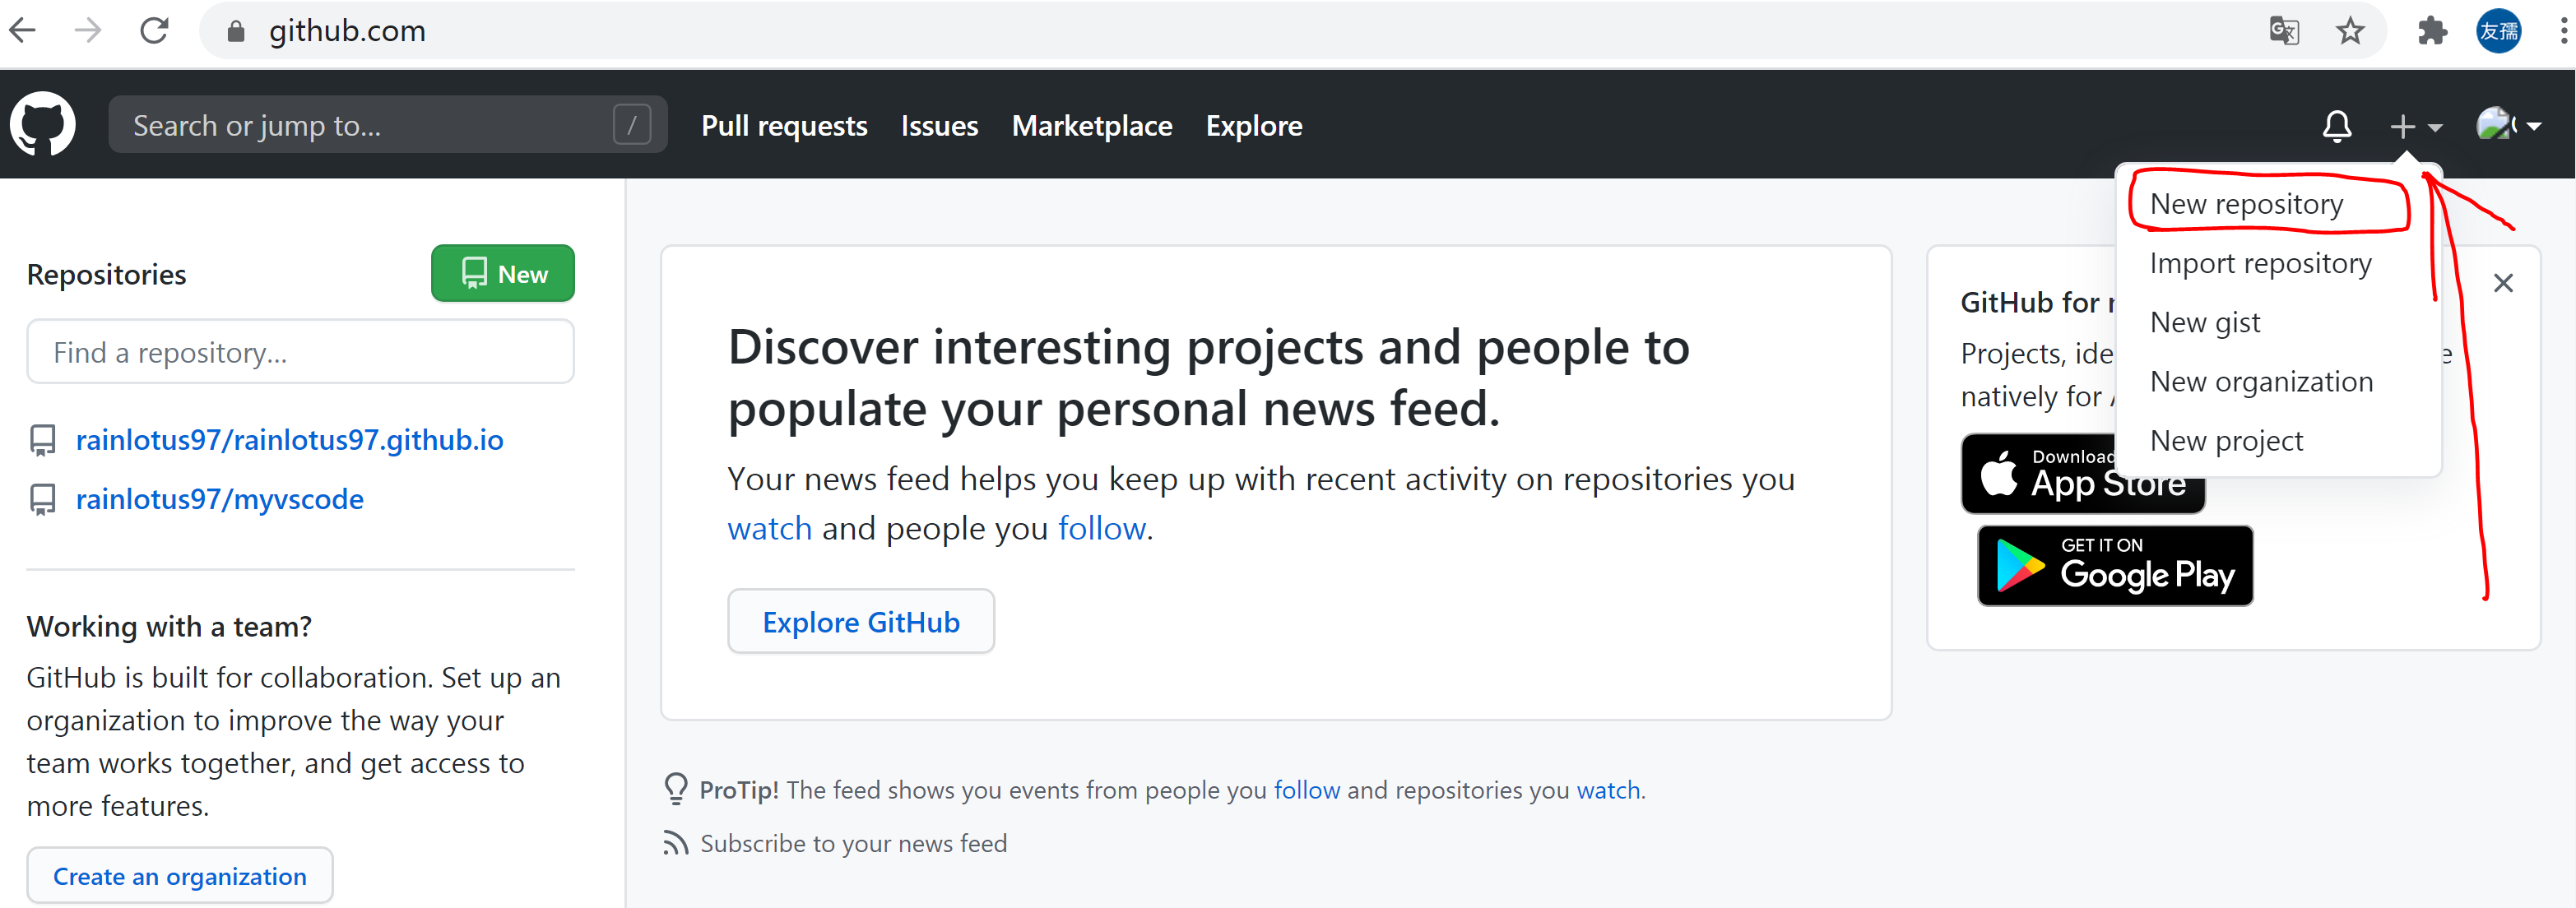 github.com
友孺
Search or jump to...
/
Pull requests
Issues
Marketplace
Explore
New repository
Import repository
New gist
New organization
New project
Repositories
New
Find a repository...
rainlotus97/rainlotus97.github.io
rainlotus97/myvscode
Working with a team?
GitHub is built for collaboration. Set up an
organization to improve the way your
team works together, and get access to
more features.
Create an organization
Discover interesting projects and people to
populate your personal news feed.
Your news feed helps you keep up with recent activity on repositories you
watch and people you follow.
Explore GitHub
ProTip! The feed shows you events from people you follow and repositories you watch.
Subscribe to your news feed
GitHub for
Projects,
natively for
Download
App Store
GET IT ON
Google Play